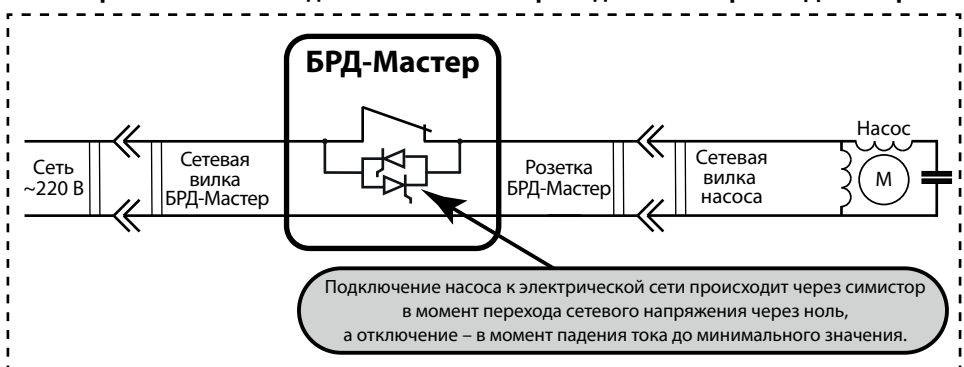 БРД-Мастер
Насос
Сеть
~220 В
Сетевая
вилка
БРД-Мастер
Розетка
БРД-Мастер
Сетевая
вилка
насоса
М
Подключение насоса к электрической сети происходит через симистор
в момент перехода сетевого напряжения через ноль,
а отключение – в момент падения тока до минимального значения.